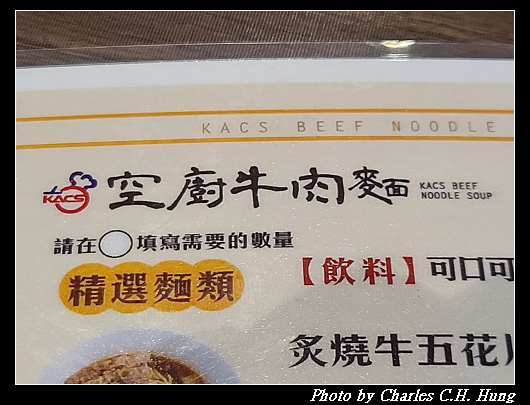 KACS BEEF NOODLE
KACS 空廚牛肉麥面 KACS BEEF NOODLE SOUP
請在○填寫需要的數量
精選麵類
【飲料】可口可
炙燒牛五花
Photo by Charles C.H. Hung